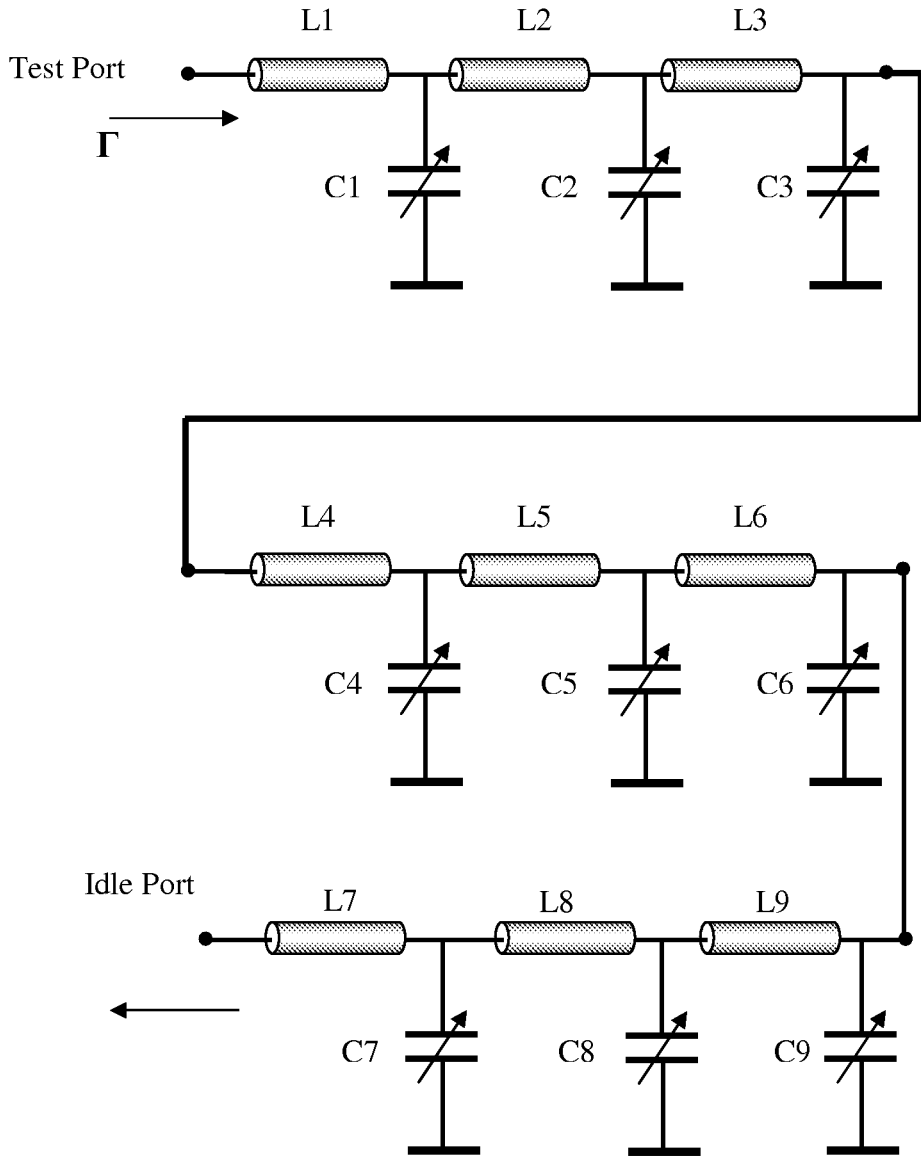 L1 L2 L3
Test Port
Γ
C1 C2 C3
L4 L5 L6
C4 C5 C6
Idle Port
L7 L8 L9
C7 C8 C9